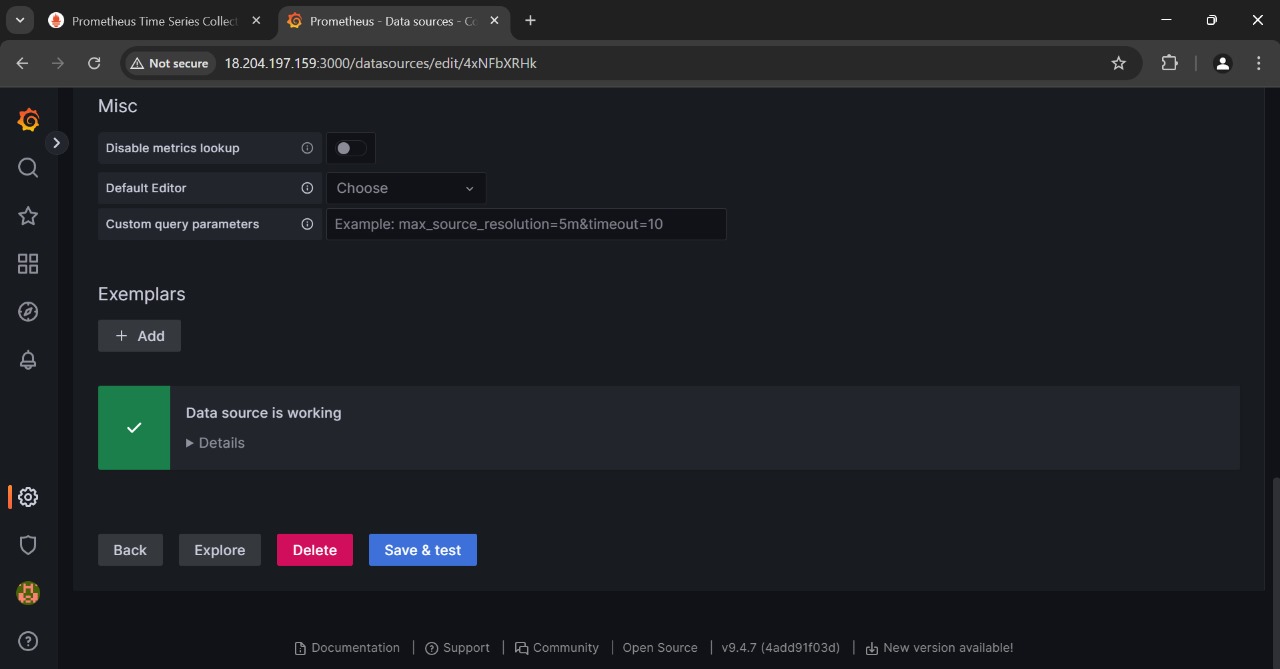 Prometheus Time Series Collect
Prometheus - Data sources - Co
Not secure
18.204.197.159:3000/datasources/edit/4xNFbXRHk
Misc
Disable metrics lookup
Default Editor
Choose
Custom query parameters
Example: max_source_resolution=5m&timeout=10
Exemplars
+ Add
Data source is working
Details
Back
Explore
Delete
Save & test
Documentation | Support | Community | Open Source | v9.4.7 (4add91f03d) | New version available!